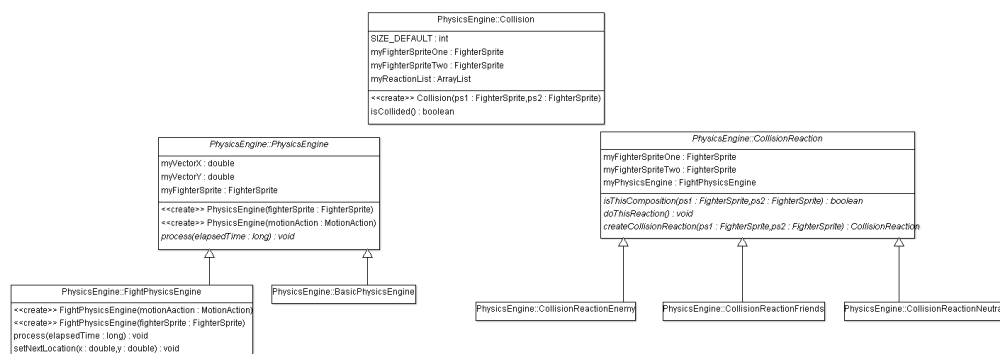 PhysicsEngine::Collision
SIZE_DEFAULT : int
myFighterSpriteOne : FighterSprite
myFighterSpriteTwo : FighterSprite
myReactionList : ArrayList
<<create>> Collision(ps1 : FighterSprite,ps2 : FighterSprite)
isCollided() : boolean
PhysicsEngine::PhysicsEngine
myVectorX : double
myVectorY : double
myFighterSprite : FighterSprite
<<create>> PhysicsEngine(fighterSprite : FighterSprite)
<<create>> PhysicsEngine(motionAction : MotionAction)
process(elapsedTime : long) : void
PhysicsEngine::CollisionReaction
myFighterSpriteOne : FighterSprite
myFighterSpriteTwo : FighterSprite
myPhysicsEngine : FightPhysicsEngine
isThisComposition(ps1 : FighterSprite,ps2 : FighterSprite) : boolean
doThisReaction() : void
createCollisionReaction(ps1 : FighterSprite,ps2 : FighterSprite) : CollisionReaction
PhysicsEngine::FightPhysicsEngine
<<create>> FightPhysicsEngine(motionAaction : MotionAction)
<<create>> FightPhysicsEngine(fighterSprite : FighterSprite)
process(elapsedTime : long) : void
setNextLocation(x : double,y : double) : void
PhysicsEngine::BasicPhysicsEngine
PhysicsEngine::CollisionReactionEnemy
PhysicsEngine::CollisionReactionFriends
PhysicsEngine::CollisionReactionNeutra